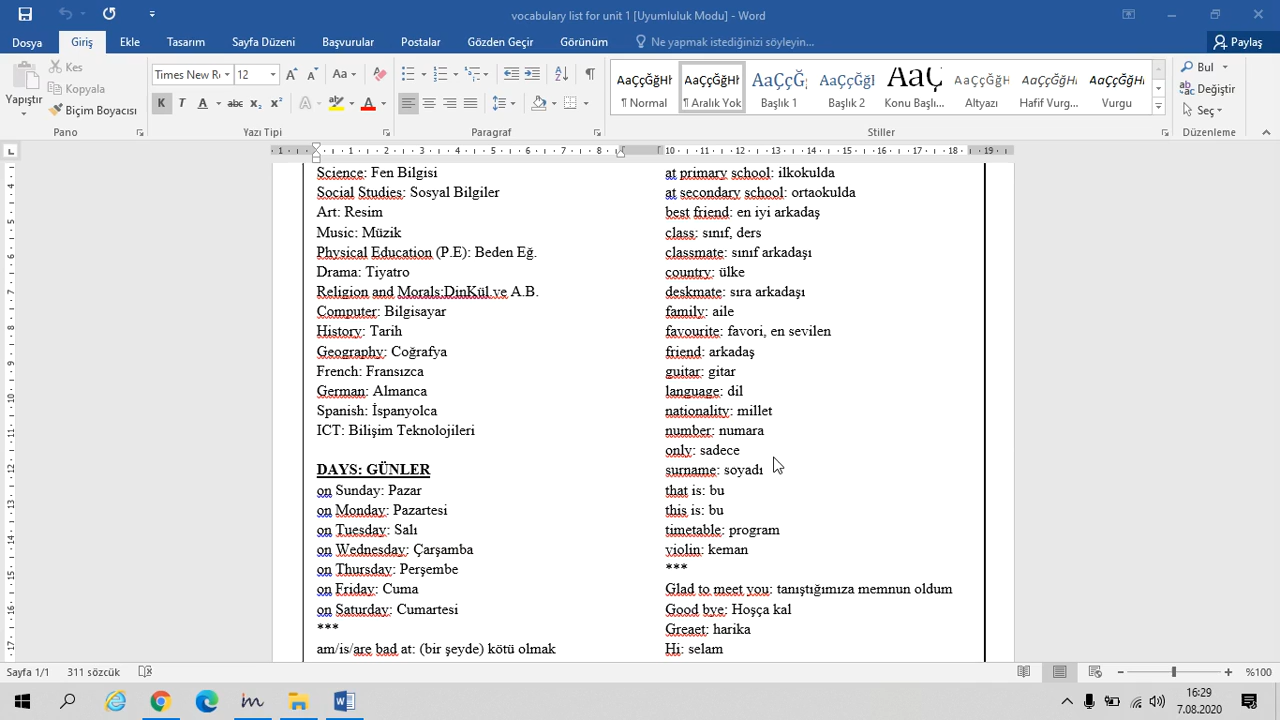 vocabulary list for unit 1 [Uyumluluk Modu] - Word
Dosya Giriş Ekle Tasarım Sayfa Düzeni Başvurular Postalar Gözden Geçir Görünüm Ne yapmak istediğinizi söyleyin... Paylaş
Yapıştır
Kes
Kopyala
Biçim Boyacısı
Times New Ro 12
Pano Yazı Tipi Paragraf Stiller Düzenleme
AaÇçĞğHł AaÇçĞğHł AaÇçĞ AaÇçĞğI AaÇ AaÇçĞğH AaÇçĞğHł AaÇçĞğHł
¶ Normal ¶ Aralık Yok Başlık 1 Başlık 2 Konu Başlı... Altyazı Hafif Vurg... Vurgu
Bul
Değiştir
Seç
Science: Fen Bilgisi
Social Studies: Sosyal Bilgiler
Art: Resim
Music: Müzik
Physical Education (P.E): Beden Eğ.
Drama: Tiyatro
Religion and Morals:DinKül ve A.B.
Computer: Bilgisayar
History: Tarih
Geography: Coğrafya
French: Fransızca
German: Almanca
Spanish: İspanyolca
ICT: Bilişim Teknolojileri
DAYS: GÜNLER
on Sunday: Pazar
on Monday: Pazartesi
on Tuesday: Salı
on Wednesday: Çarşamba
on Thursday: Perşembe
on Friday: Cuma
on Saturday: Cumartesi
***
am/is/are bad at: (bir şeyde) kötü olmak
at primary school: ilkokulda
at secondary school: ortaokulda
best friend: en iyi arkadaş
class: sınıf, ders
classmate: sınıf arkadaşı
country: ülke
deskmate: sıra arkadaşı
family: aile
favourite: favori, en sevilen
friend: arkadaş
guitar: gitar
language: dil
nationality: millet
number: numara
only: sadece
surname: soyadı
that is: bu
this is: bu
timetable: program
violin: keman
***
Glad to meet you: tanıştığımıza memnun oldum
Good bye: Hoşça kal
Greaet: harika
Hi: selam
Sayfa 1/1 311 sözcük %100
16:29
7.08.2020